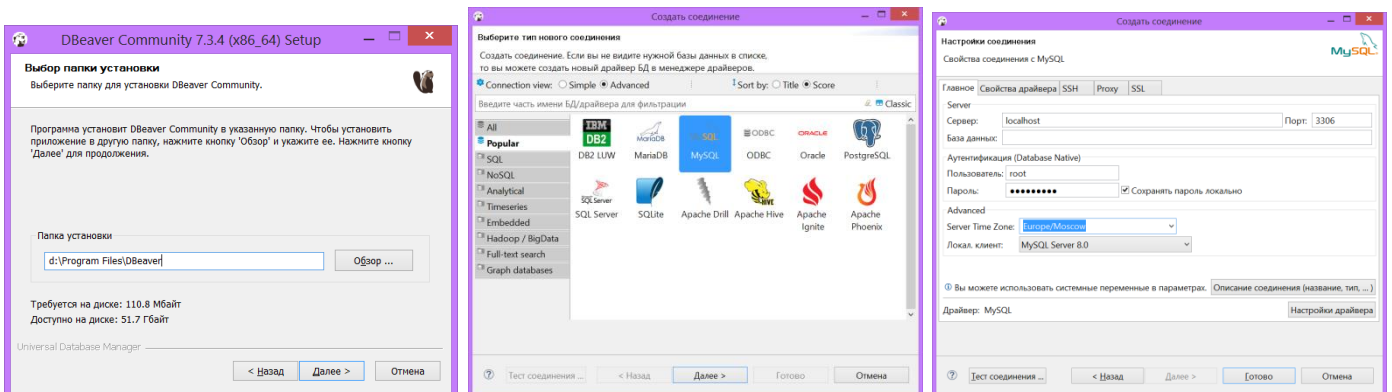 DBeaver Community 7.3.4 (x86_64) Setup
Выбор папки установки
Выберите папку для установки DBeaver Community.
Программа установит DBeaver Community в указанную папку. Чтобы установить
приложение в другую папку, нажмите кнопку 'Обзор' и укажите ее. Нажмите кнопку
'Далее' для продолжения.
Папка установки
d:\Program Files\DBeaver
Обзор ...
Требуется на диске: 110.8 Мбайт
Доступно на диске: 51.7 Гбайт
Universal Database Manager
< Назад Далее > Отмена
Создать соединение
Выберите тип нового соединения
Создать соединение. Если вы не видите нужной базы данных в списке,
то вы можете создать новый драйвер БД в менеджере драйверов.
Connection view: Simple Advanced Sort by: Title Score
Введите часть имени БД/драйвера для фильтрации Classic
All
Popular
SQL
NoSQL
Analytical
Timeseries
Embedded
Hadoop / BigData
Full-text search
Graph databases
IBM DB2 MariaDB SQL ODBC ORACLE
DB2 LUW MariaDB MySQL ODBC Oracle PostgreSQL
SQL Server HIVE
SQL Server SQLite Apache Drill Apache Hive Apache Ignite Apache Phoenix
Тест соединения ... < Назад Далее > Готово Отмена
Создать соединение
Настройки соединения
Свойства соединения с MySQL
MySQL
Главное Свойства драйвера SSH Proxy SSL
Server
Сервер: localhost Порт: 3306
База данных:
Аутентификация (Database Native)
Пользователь: root
Пароль: ••••••••• Сохранять пароль локально
Advanced
Server Time Zone: Europe/Moscow
Локал. клиент: MySQL Server 8.0
Вы можете использовать системные переменные в параметрах. Описание соединения (название, тип, ... )
Драйвер: MySQL Настройки драйвера
Тест соединения ... < Назад Далее > Готово Отмена